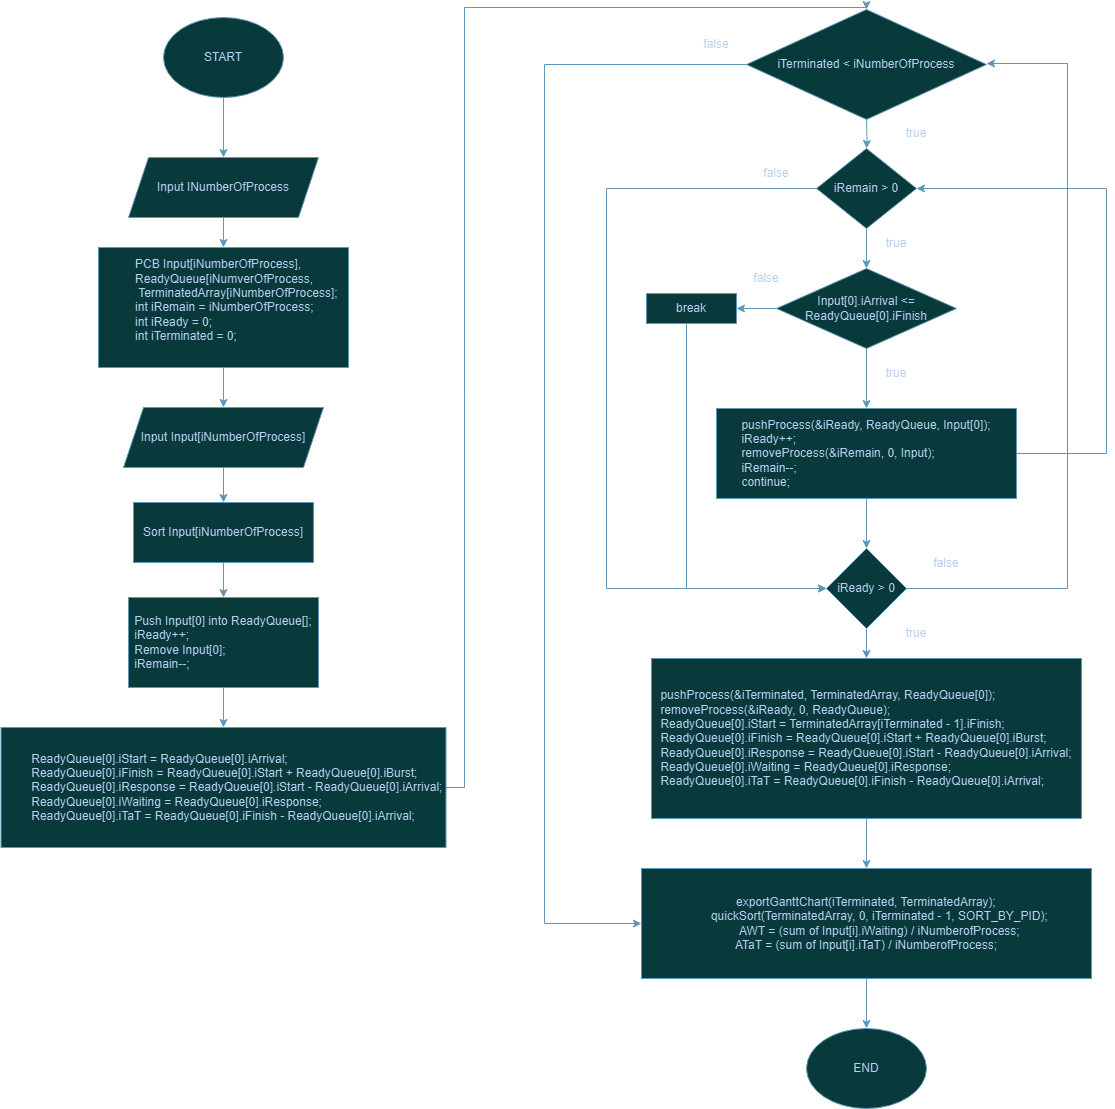 START
Input INumberOfProcess
PCB Input[iNumberOfProcess],
ReadyQueue[iNumverOfProcess,
TerminatedArray[iNumberOfProcess];
int iRemain = iNumberOfProcess;
int iReady = 0;
int iTerminated = 0;
Input Input[iNumberOfProcess]
Sort Input[iNumberOfProcess]
Push Input[0] into ReadyQueue[];
iReady++;
Remove Input[0];
iRemain--;
ReadyQueue[0].iStart = ReadyQueue[0].iArrival;
ReadyQueue[0].iFinish = ReadyQueue[0].iStart + ReadyQueue[0].iBurst;
ReadyQueue[0].iResponse = ReadyQueue[0].iStart - ReadyQueue[0].iArrival;
ReadyQueue[0].iWaiting = ReadyQueue[0].iResponse;
ReadyQueue[0].iTaT = ReadyQueue[0].iFinish - ReadyQueue[0].iArrival;
false
iTerminated < iNumberOfProcess
true
false
iRemain > 0
true
false
Input[0].iArrival <=
ReadyQueue[0].iFinish
break
true
pushProcess(&iReady, ReadyQueue, Input[0]);
iReady++;
removeProcess(&iRemain, 0, Input);
iRemain--;
continue;
iReady > 0
false
true
pushProcess(&iTerminated, TerminatedArray, ReadyQueue[0]);
removeProcess(&iReady, 0, ReadyQueue);
ReadyQueue[0].iStart = TerminatedArray[iTerminated - 1].iFinish;
ReadyQueue[0].iFinish = ReadyQueue[0].iStart + ReadyQueue[0].iBurst;
ReadyQueue[0].iResponse = ReadyQueue[0].iStart - ReadyQueue[0].iArrival;
ReadyQueue[0].iWaiting = ReadyQueue[0].iResponse;
ReadyQueue[0].iTaT = ReadyQueue[0].iFinish - ReadyQueue[0].iArrival;
exportGanttChart(iTerminated, TerminatedArray);
quickSort(TerminatedArray, 0, iTerminated - 1, SORT_BY_PID);
AWT = (sum of Input[i].iWaiting) / iNumberofProcess;
ATaT = (sum of Input[i].iTaT) / iNumberofProcess;
END